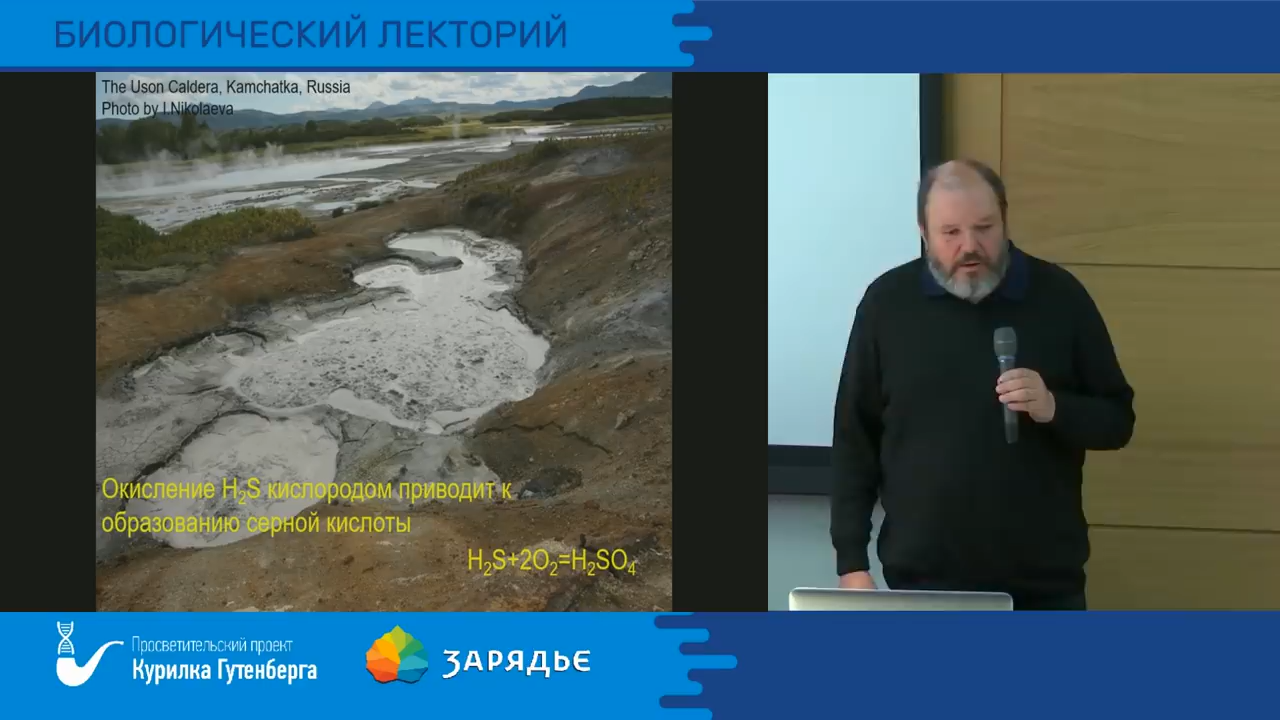 БИОЛОГИЧЕСКИЙ ЛЕКТОРИЙ
The Uson Caldera, Kamchatka, Russia
Photo by I.Nikolaeva
Окисление H₂S кислородом приводит к
образованию серной кислоты
H₂S+2O₂=H₂SO₄
Просветительский проект
Курилка Гутенберга
ЗАРЯДЬЕ